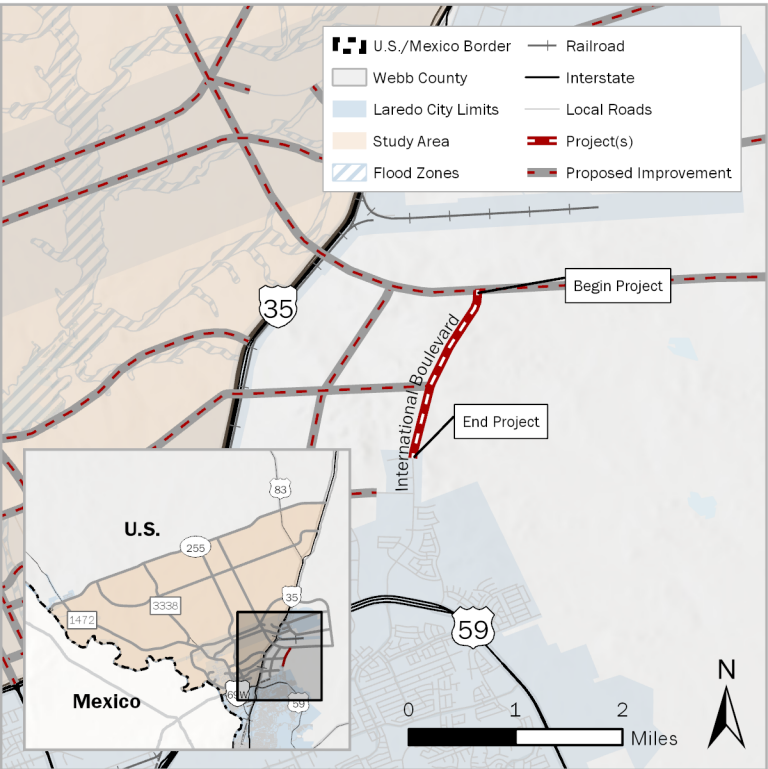 U.S./Mexico Border
Railroad
Webb County
Interstate
Laredo City Limits
Local Roads
Study Area
Project(s)
Flood Zones
Proposed Improvement
35
Begin Project
International Boulevard
End Project
83
U.S.
255
35
3338
1472
59
Mexico
69W
59
N
0 1 2
Miles